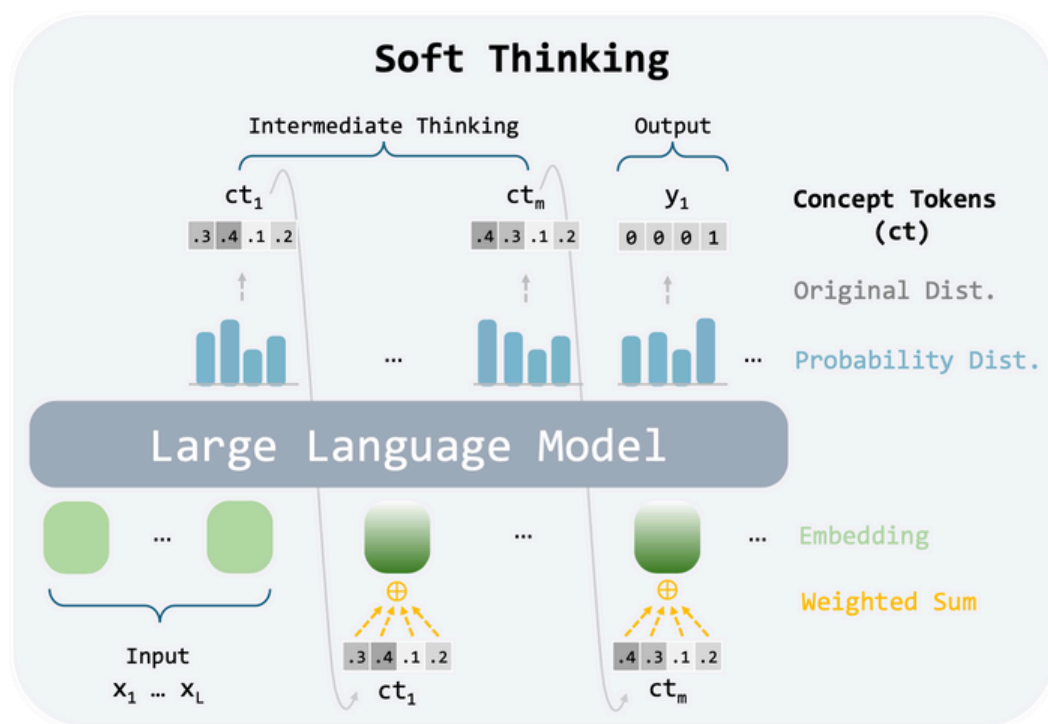 Soft Thinking
Intermediate Thinking
Output
ct₁
ctₘ
y₁
Concept Tokens
(ct)
.3 .4 .1 .2
.4 .3 .1 .2
0 0 0 1
Original Dist.
...
...
Probability Dist.
Large Language Model
...
...
...
Embedding
Weighted Sum
Input
.3 .4 .1 .2
.4 .3 .1 .2
x₁ … x_L
ct₁
ctₘ